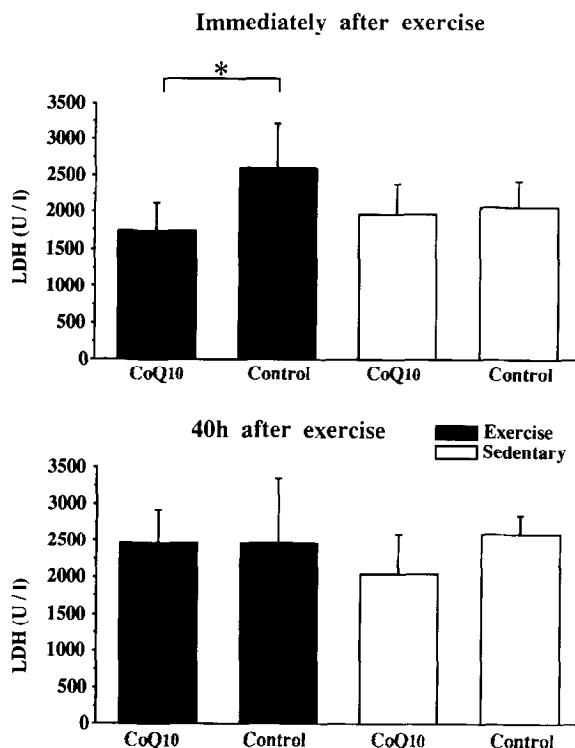 Immediately after exercise
*
3500
3000
2500
2000
1500
1000
500
0
LDH (U / l)
CoQ10 Control CoQ10 Control
40h after exercise
Exercise
Sedentary
3500
3000
2500
2000
1500
1000
500
0
LDH (U / l)
CoQ10 Control CoQ10 Control